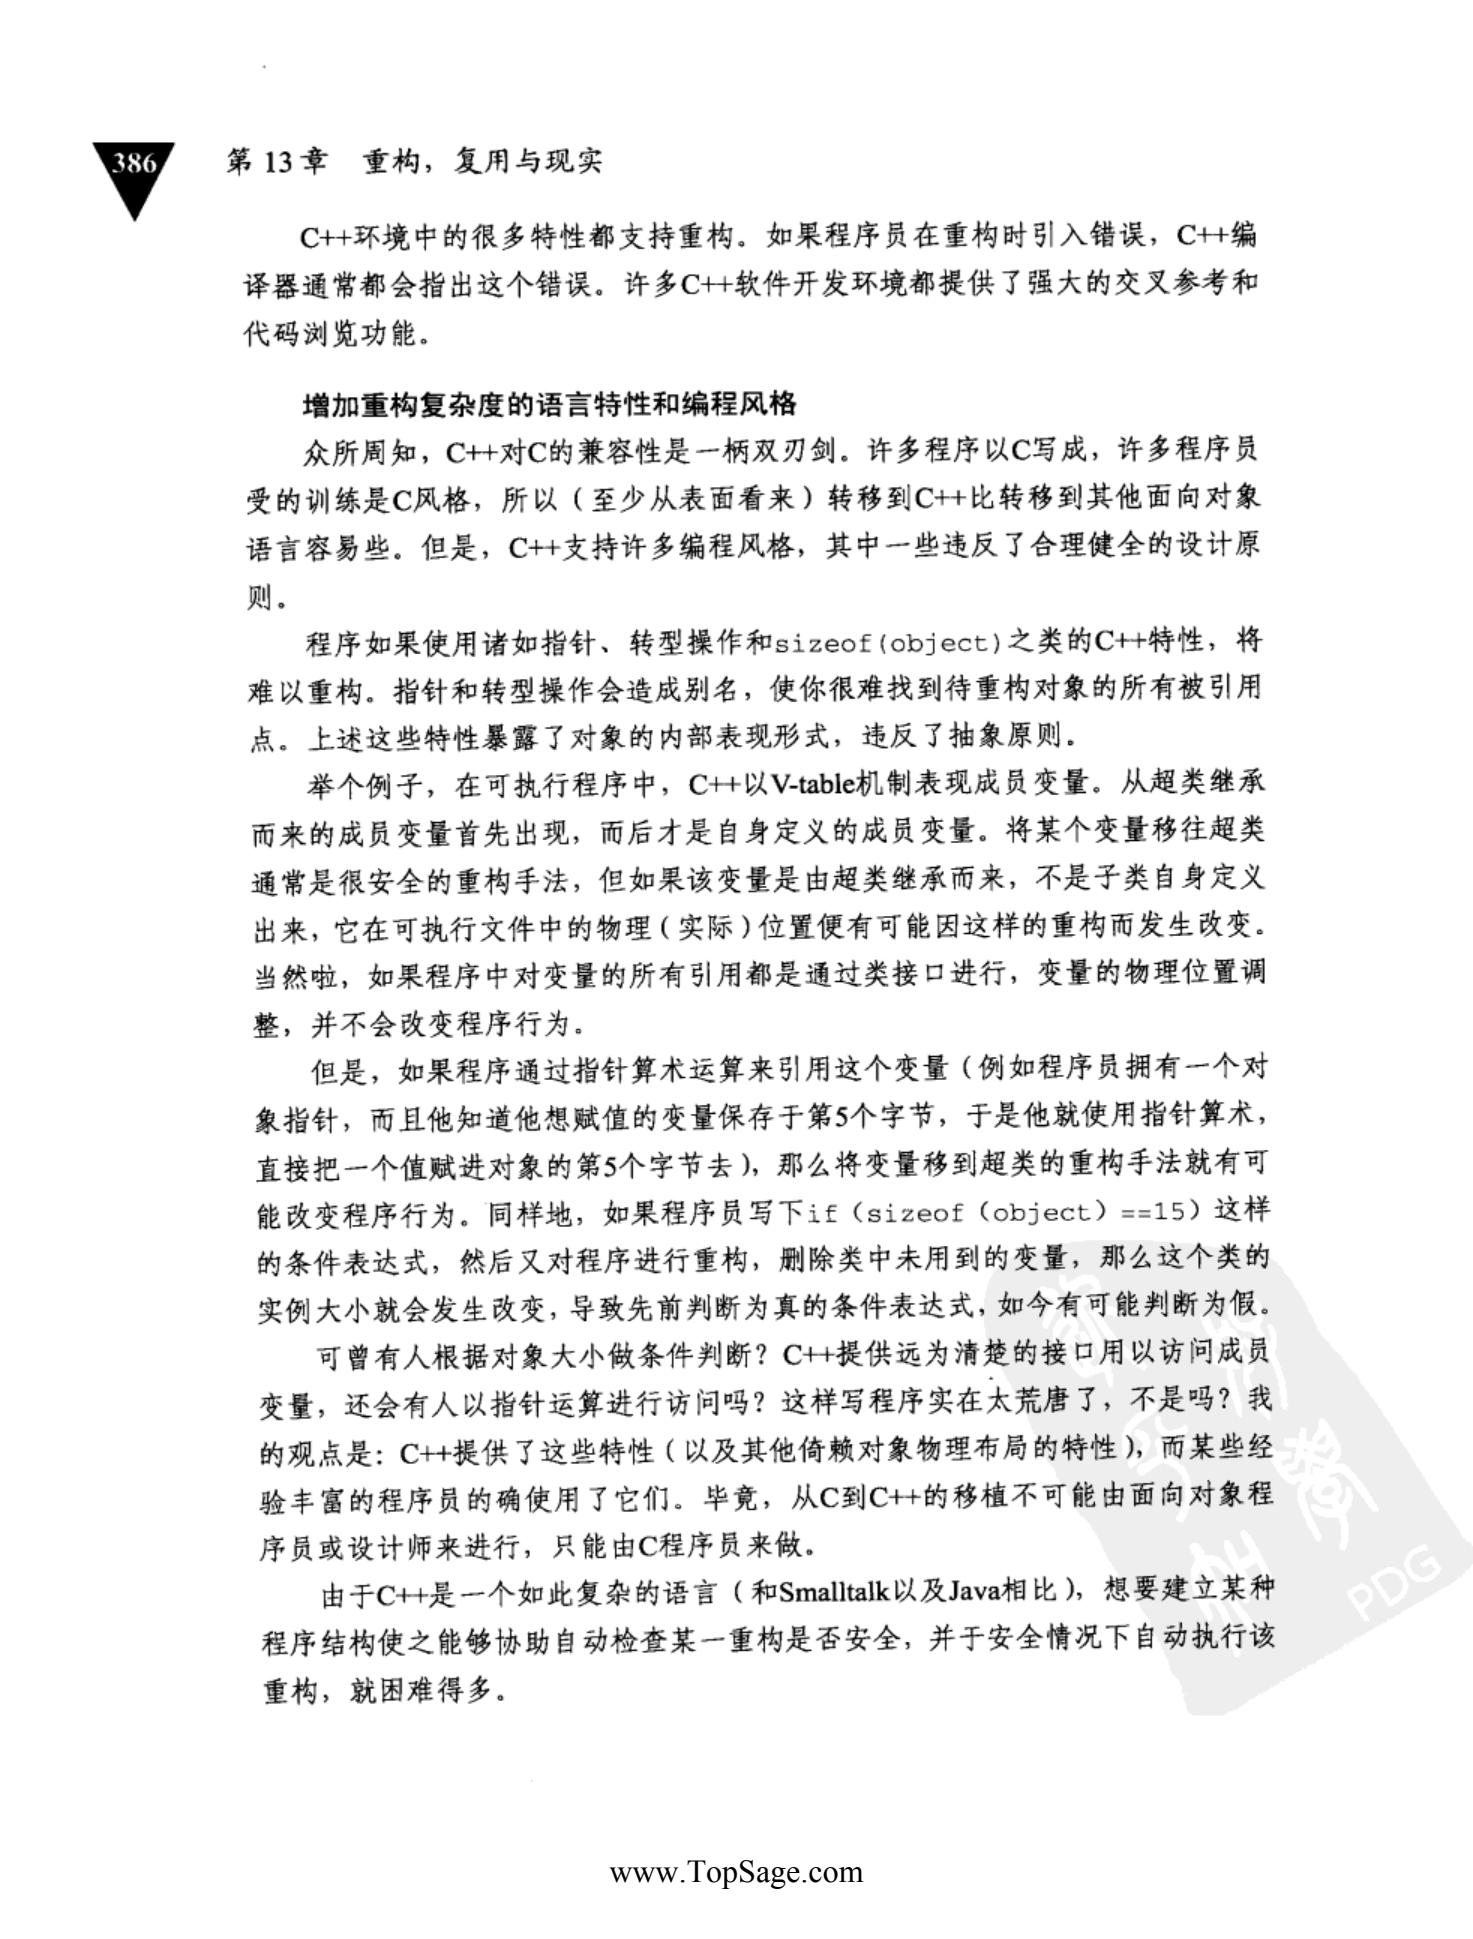 386
第 13 章 重构，复用与现实
C++环境中的很多特性都支持重构。如果程序员在重构时引入错误，C++编
译器通常都会指出这个错误。许多C++软件开发环境都提供了强大的交叉参考和
代码浏览功能。
增加重构复杂度的语言特性和编程风格
众所周知，C++对C的兼容性是一柄双刃剑。许多程序以C写成，许多程序员
受的训练是C风格，所以（至少从表面看来）转移到C++比转移到其他面向对象
语言容易些。但是，C++支持许多编程风格，其中一些违反了合理健全的设计原
则。
程序如果使用诸如指针、转型操作和sizeof(object)之类的C++特性，将
难以重构。指针和转型操作会造成别名，使你很难找到待重构对象的所有被引用
点。上述这些特性暴露了对象的内部表现形式，违反了抽象原则。
举个例子，在可执行程序中，C++以V-table机制表现成员变量。从超类继承
而来的成员变量首先出现，而后才是自身定义的成员变量。将某个变量移往超类
通常是很安全的重构手法，但如果该变量是由超类继承而来，不是子类自身定义
出来，它在可执行文件中的物理（实际）位置便有可能因这样的重构而发生改变。
当然啦，如果程序中对变量的所有引用都是通过类接口进行，变量的物理位置调
整，并不会改变程序行为。
但是，如果程序通过指针算术运算来引用这个变量（例如程序员拥有一个对
象指针，而且他知道他想赋值的变量保存于第5个字节，于是他就使用指针算术，
直接把一个值赋进对象的第5个字节去），那么将变量移到超类的重构手法就有可
能改变程序行为。同样地，如果程序员写下if（sizeof（object）==15）这样
的条件表达式，然后又对程序进行重构，删除类中未用到的变量，那么这个类的
实例大小就会发生改变，导致先前判断为真的条件表达式，如今有可能判断为假。
可曾有人根据对象大小做条件判断？C++提供远为清楚的接口用以访问成员
变量，还会有人以指针运算进行访问吗？这样写程序实在太荒唐了，不是吗？我
的观点是：C++提供了这些特性（以及其他倚赖对象物理布局的特性），而某些经
验丰富的程序员的确使用了它们。毕竟，从C到C++的移植不可能由面向对象程
序员或设计师来进行，只能由C程序员来做。
由于C++是一个如此复杂的语言（和Smalltalk以及Java相比），想要建立某种
程序结构使之能够协助自动检查某一重构是否安全，并于安全情况下自动执行该
重构，就困难得多。
PDG
www.TopSage.com